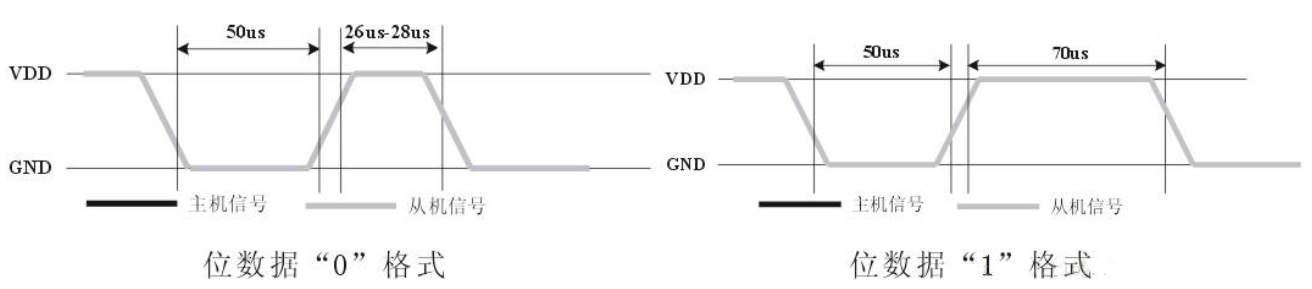 50us
26us-28us
VDD
GND
主机信号
从机信号
位数据“0”格式
50us
70us
VDD
GND
主机信号
从机信号
位数据“1”格式